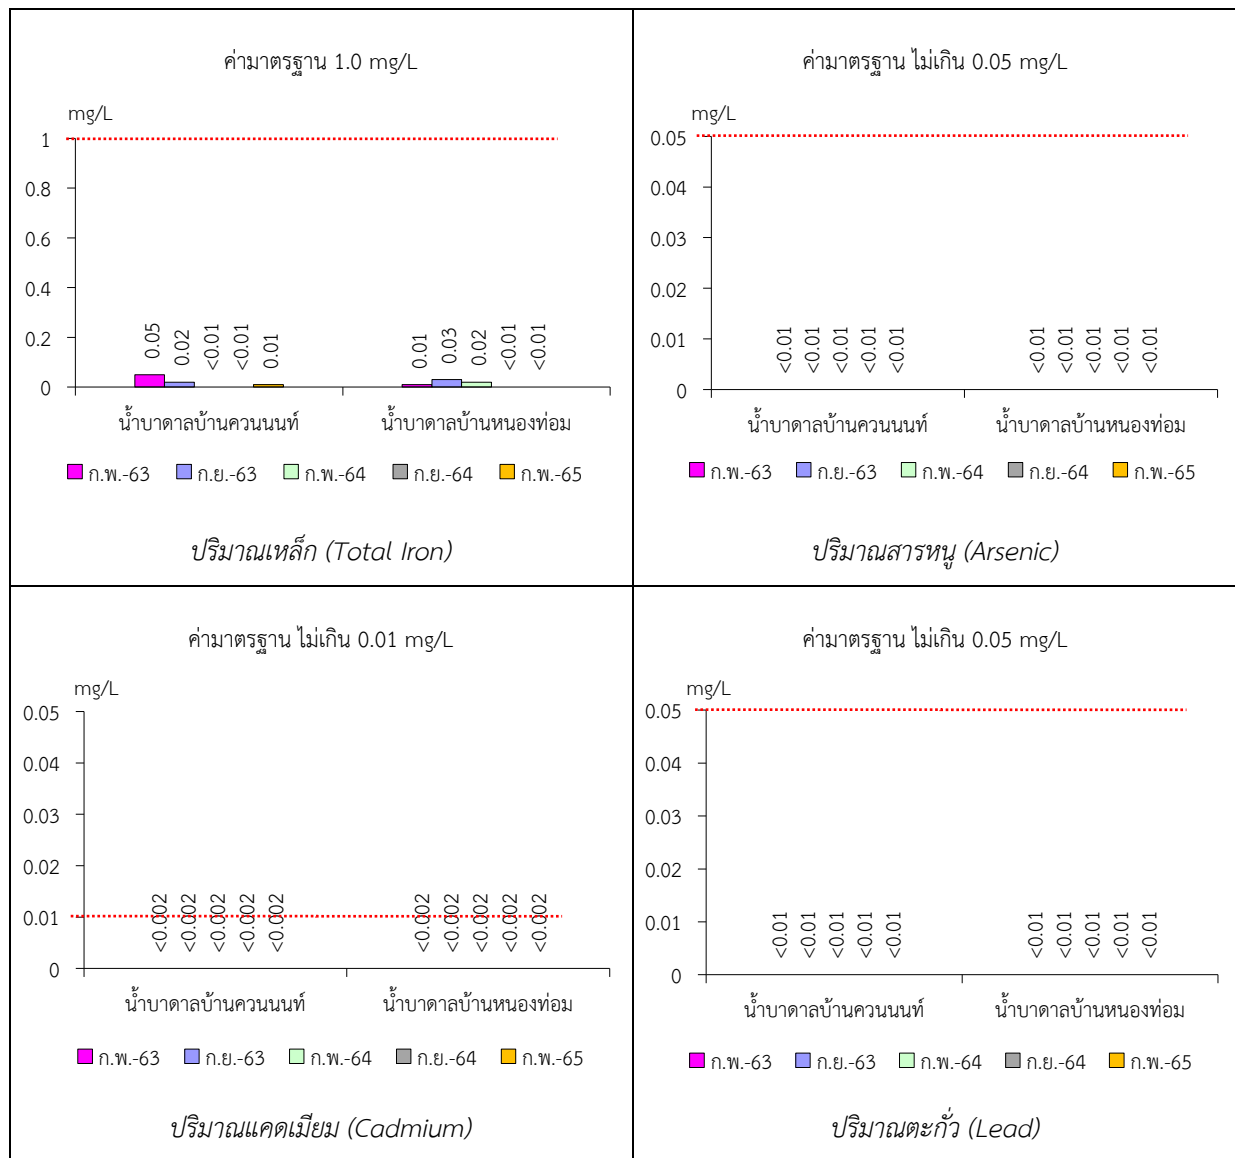 ค่ามาตรฐาน 1.0 mg/L
mg/L
1
0.8
0.6
0.4
0.2
0
0.05 0.02 <0.01 <0.01 0.01
0.01 0.03 0.02 <0.01 <0.01
น้ำบาดาลบ้านควนนนท์ น้ำบาดาลบ้านหนองท่อม
ก.พ.-63 ก.ย.-63 ก.พ.-64 ก.ย.-64 ก.พ.-65
ปริมาณเหล็ก (Total Iron)
ค่ามาตรฐาน ไม่เกิน 0.05 mg/L
mg/L
0.05
0.04
0.03
0.02
0.01
0
<0.01 <0.01 <0.01 <0.01 <0.01
<0.01 <0.01 <0.01 <0.01 <0.01
น้ำบาดาลบ้านควนนนท์ น้ำบาดาลบ้านหนองท่อม
ก.พ.-63 ก.ย.-63 ก.พ.-64 ก.ย.-64 ก.พ.-65
ปริมาณสารหนู (Arsenic)
ค่ามาตรฐาน ไม่เกิน 0.01 mg/L
mg/L
0.05
0.04
0.03
0.02
0.01
0
<0.002 <0.002 <0.002 <0.002 <0.002
<0.002 <0.002 <0.002 <0.002 <0.002
น้ำบาดาลบ้านควนนนท์ น้ำบาดาลบ้านหนองท่อม
ก.พ.-63 ก.ย.-63 ก.พ.-64 ก.ย.-64 ก.พ.-65
ปริมาณแคดเมียม (Cadmium)
ค่ามาตรฐาน ไม่เกิน 0.05 mg/L
mg/L
0.05
0.04
0.03
0.02
0.01
0
<0.01 <0.01 <0.01 <0.01 <0.01
<0.01 <0.01 <0.01 <0.01 <0.01
น้ำบาดาลบ้านควนนนท์ น้ำบาดาลบ้านหนองท่อม
ก.พ.-63 ก.ย.-63 ก.พ.-64 ก.ย.-64 ก.พ.-65
ปริมาณตะกั่ว (Lead)